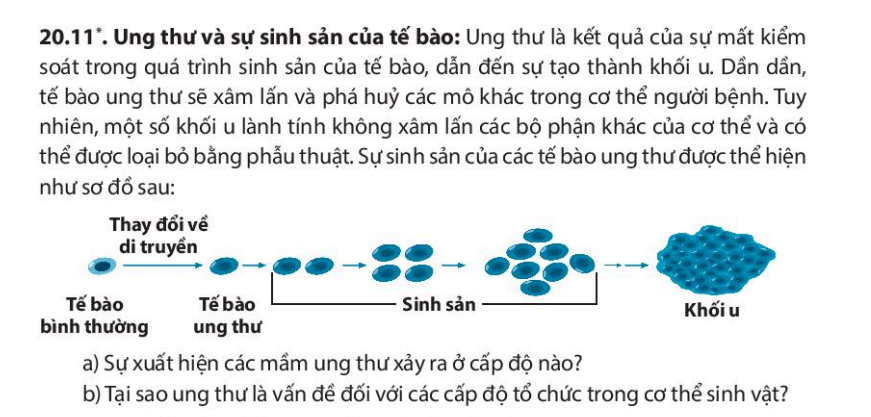 20.11*. Ung thư và sự sinh sản của tế bào: Ung thư là kết quả của sự mất kiểm
soát trong quá trình sinh sản của tế bào, dẫn đến sự tạo thành khối u. Dần dần,
tế bào ung thư sẽ xâm lấn và phá huỷ các mô khác trong cơ thể người bệnh. Tuy
nhiên, một số khối u lành tính không xâm lấn các bộ phận khác của cơ thể và có
thể được loại bỏ bằng phẫu thuật. Sự sinh sản của các tế bào ung thư được thể hiện
như sơ đồ sau:
Thay đổi về
di truyền
Tế bào
bình thường
Tế bào
ung thư
Sinh sản
Khối u
a) Sự xuất hiện các mầm ung thư xảy ra ở cấp độ nào?
b) Tại sao ung thư là vấn đề đối với các cấp độ tổ chức trong cơ thể sinh vật?